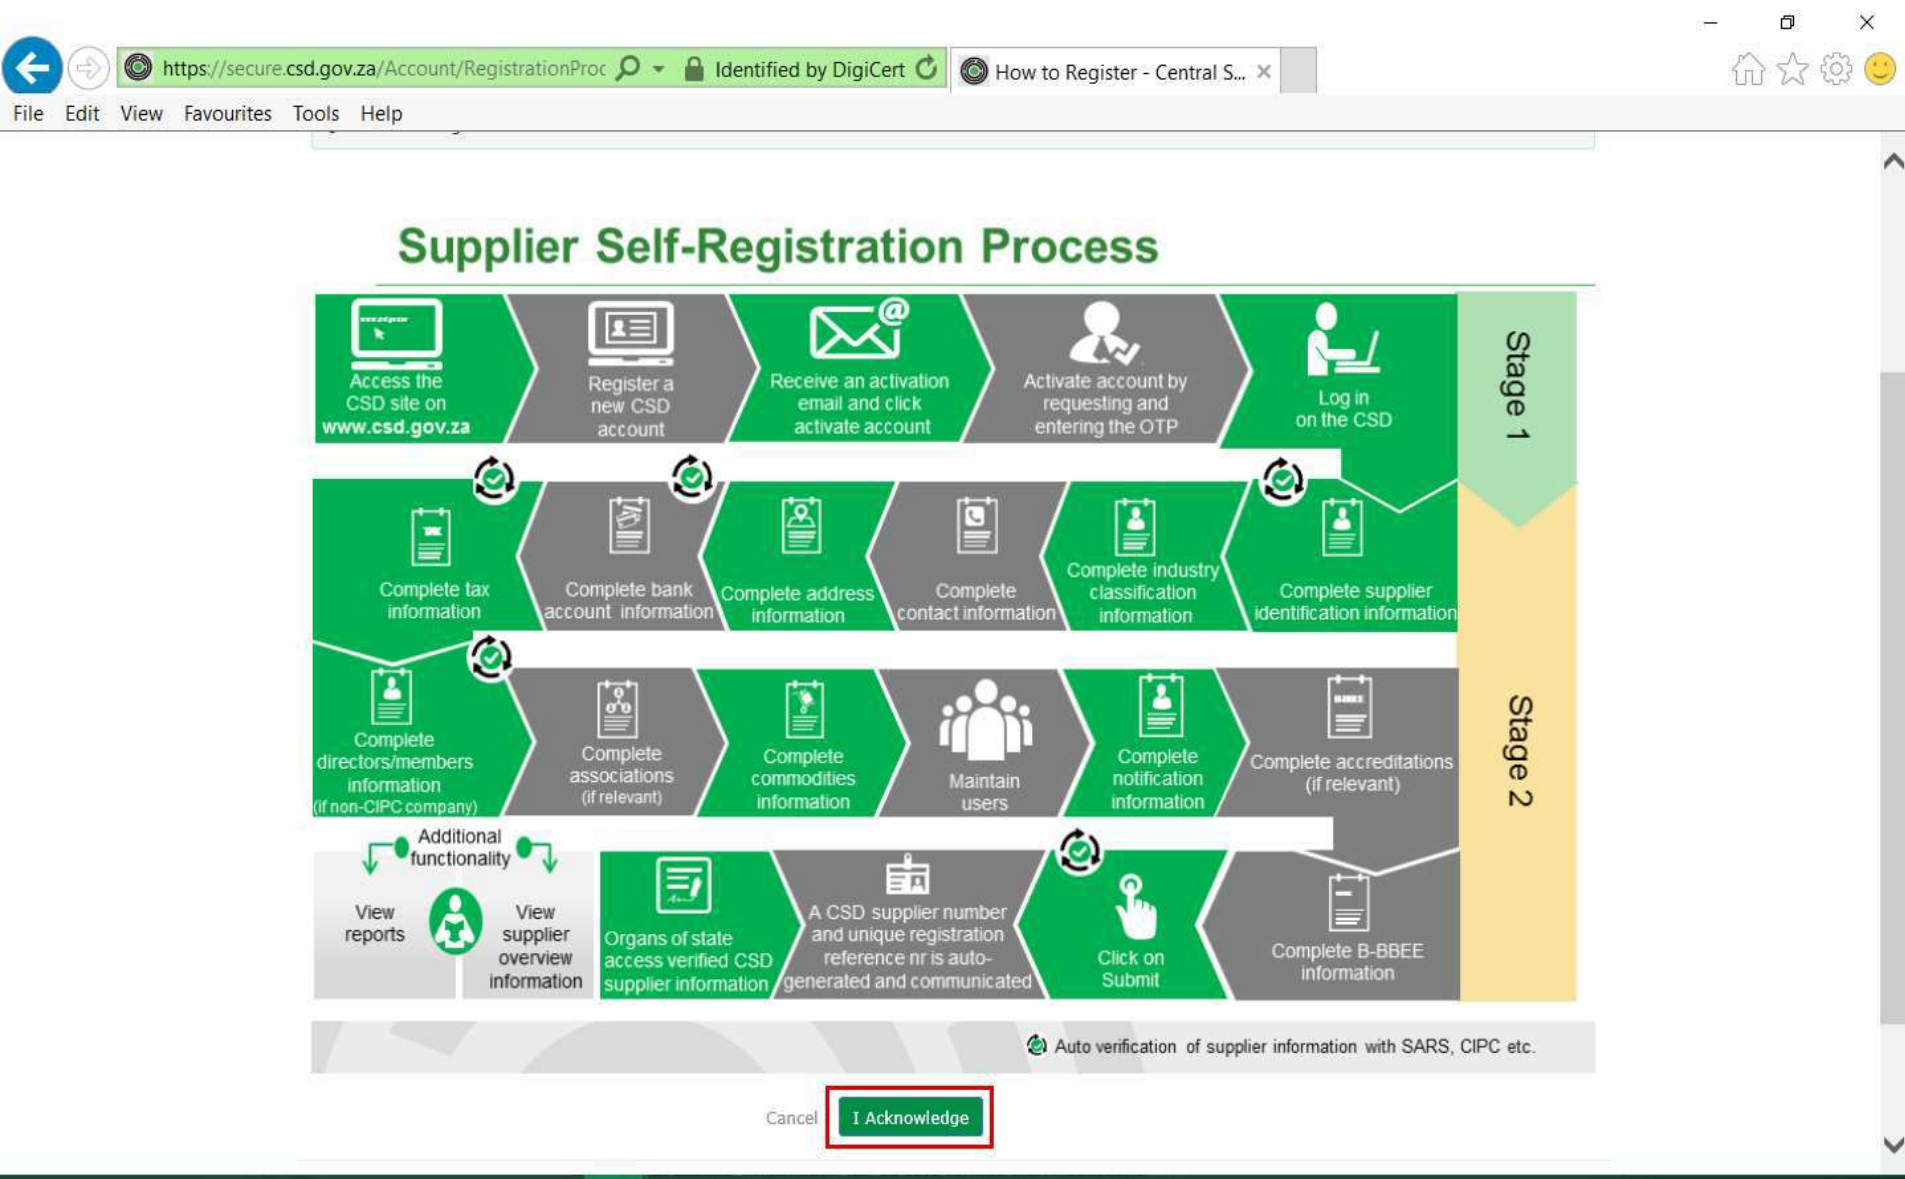 https://secure.csd.gov.za/Account/RegistrationProc
Identified by DigiCert
How to Register - Central S...
File Edit View Favourites Tools Help
Supplier Self-Registration Process
Access the
CSD site on
www.csd.gov.za
Register a
new CSD
account
Receive an activation
email and click
activate account
Activate account by
requesting and
entering the OTP
Log in
on the CSD
Stage 1
Complete tax
information
Complete bank
account information
Complete address
information
Complete
contact information
Complete industry
classification
information
Complete supplier
identification information
Complete
directors/members
information
(if non-CIPC company)
Complete
associations
(if relevant)
Complete
commodities
information
Maintain
users
Complete
notification
information
Complete accreditations
(if relevant)
Stage 2
Additional
functionality
View
reports
View
supplier
overview
information
Organs of state
access verified CSD
supplier information
A CSD supplier number
and unique registration
reference nr is auto-
generated and communicated
Click on
Submit
Complete B-BBEE
information
Auto verification of supplier information with SARS, CIPC etc.
Cancel
I Acknowledge